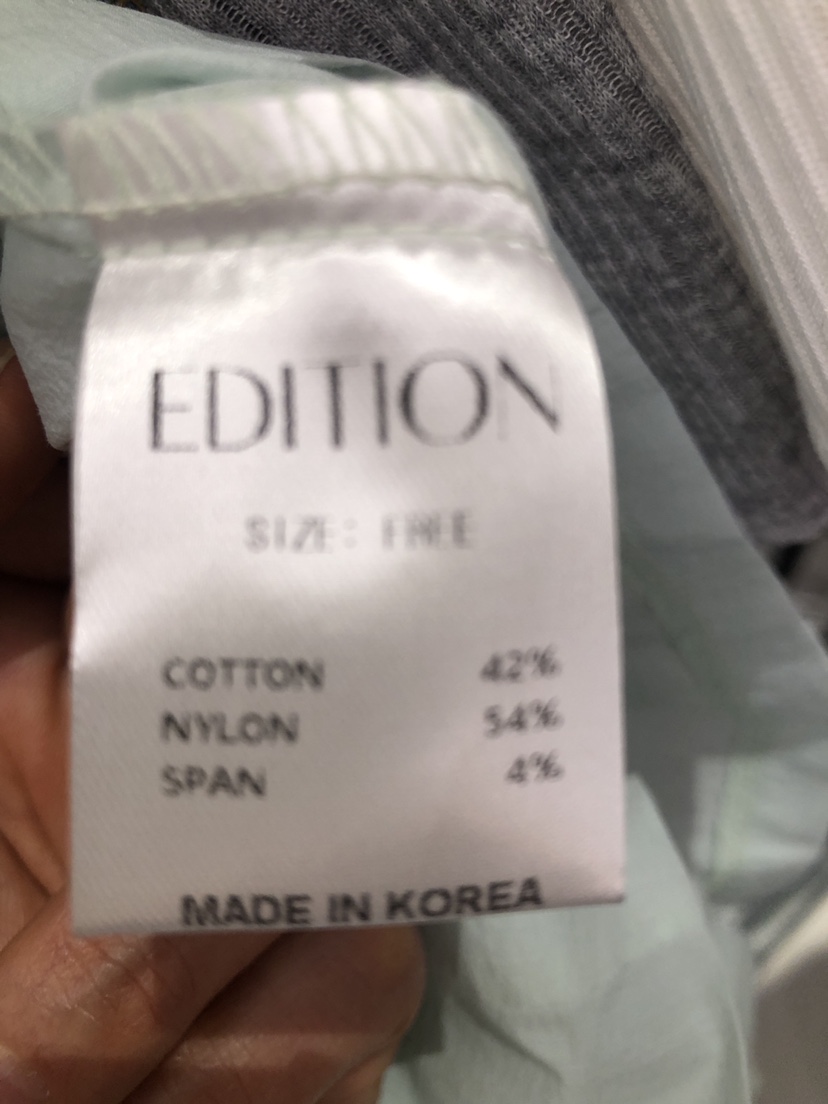 EDITION
SIZE: FREE
COTTON 42%
NYLON 54%
SPAN 4%
MADE IN KOREA